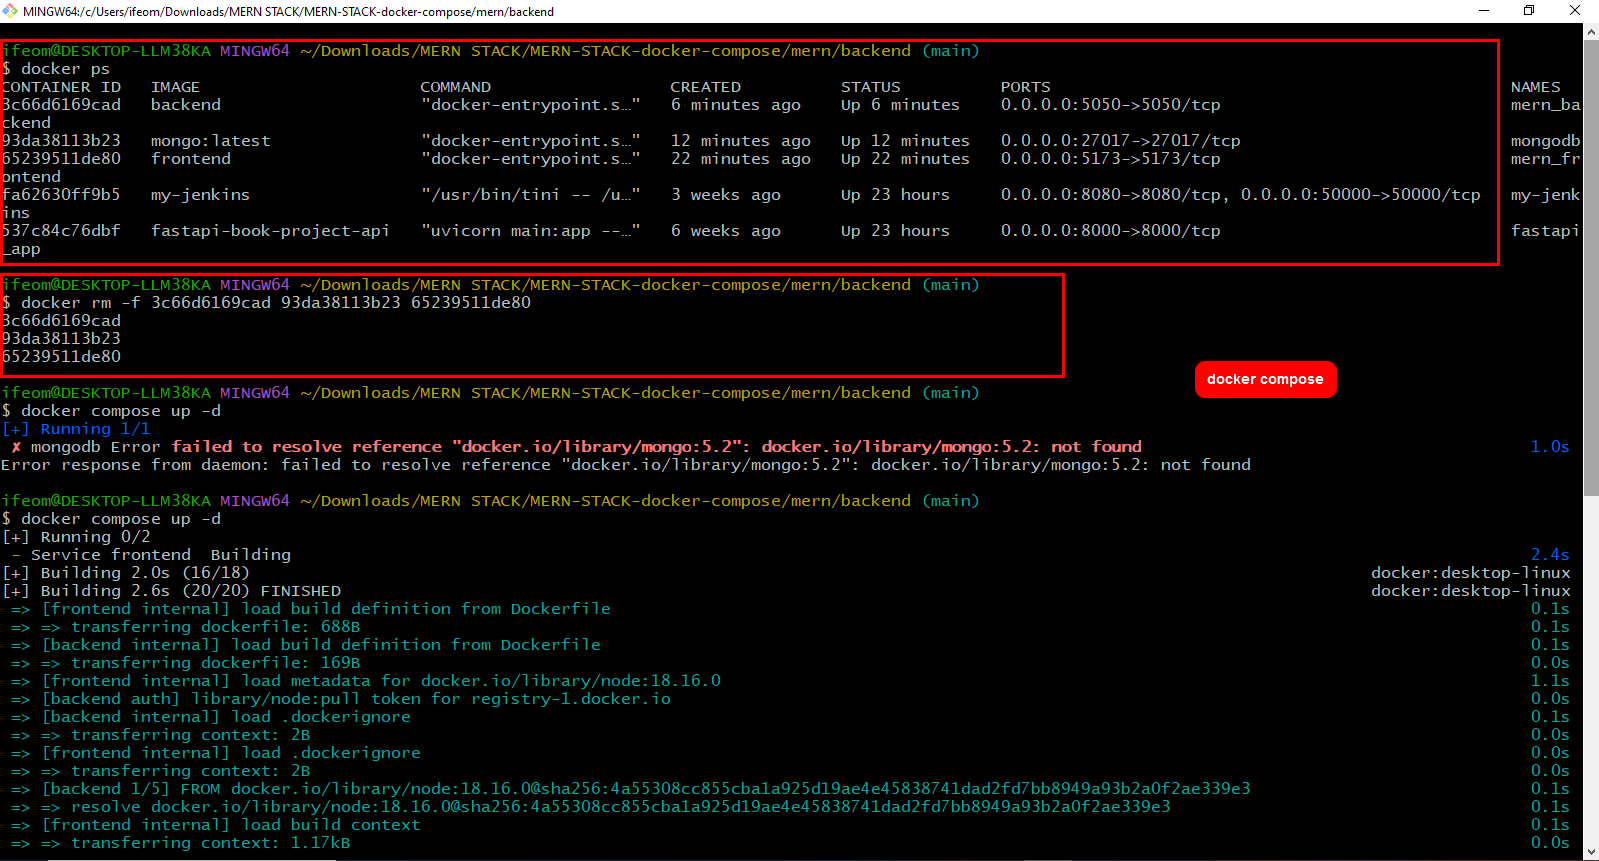 MINGW64:/c/Users/ifeom/Downloads/MERN STACK/MERN-STACK-docker-compose/mern/backend
ifeom@DESKTOP-LLM38KA MINGW64 ~/Downloads/MERN STACK/MERN-STACK-docker-compose/mern/backend (main)
$ docker ps
CONTAINER ID   IMAGE                      COMMAND                  CREATED          STATUS          PORTS                                              NAMES
3c66d6169cad   backend                    "docker-entrypoint.s…"   6 minutes ago    Up 6 minutes    0.0.0.0:5050->5050/tcp                             mern_ba
ckend
93da38113b23   mongo:latest               "docker-entrypoint.s…"   12 minutes ago   Up 12 minutes   0.0.0.0:27017->27017/tcp                           mongodb
65239511de80   frontend                   "docker-entrypoint.s…"   22 minutes ago   Up 22 minutes   0.0.0.0:5173->5173/tcp                             mern_fr
ontend
fa62630ff9b5   my-jenkins                 "/usr/bin/tini -- /u…"   3 weeks ago      Up 23 hours     0.0.0.0:8080->8080/tcp, 0.0.0.0:50000->50000/tcp   my-jenk
ins
537c84c76dbf   fastapi-book-project-api   "uvicorn main:app --…"   6 weeks ago      Up 23 hours     0.0.0.0:8000->8000/tcp                             fastapi
_app
ifeom@DESKTOP-LLM38KA MINGW64 ~/Downloads/MERN STACK/MERN-STACK-docker-compose/mern/backend (main)
$ docker rm -f 3c66d6169cad 93da38113b23 65239511de80
3c66d6169cad
93da38113b23
65239511de80
docker compose
ifeom@DESKTOP-LLM38KA MINGW64 ~/Downloads/MERN STACK/MERN-STACK-docker-compose/mern/backend (main)
$ docker compose up -d
[+] Running 1/1
✘ mongodb Error failed to resolve reference "docker.io/library/mongo:5.2": docker.io/library/mongo:5.2: not found 1.0s
Error response from daemon: failed to resolve reference "docker.io/library/mongo:5.2": docker.io/library/mongo:5.2: not found
ifeom@DESKTOP-LLM38KA MINGW64 ~/Downloads/MERN STACK/MERN-STACK-docker-compose/mern/backend (main)
$ docker compose up -d
[+] Running 0/2
- Service frontend  Building 2.4s
[+] Building 2.0s (16/18) docker:desktop-linux
[+] Building 2.6s (20/20) FINISHED docker:desktop-linux
=> [frontend internal] load build definition from Dockerfile 0.1s
=> => transferring dockerfile: 688B 0.1s
=> [backend internal] load build definition from Dockerfile 0.1s
=> => transferring dockerfile: 169B 0.0s
=> [frontend internal] load metadata for docker.io/library/node:18.16.0 1.1s
=> [backend auth] library/node:pull token for registry-1.docker.io 0.0s
=> [backend internal] load .dockerignore 0.1s
=> => transferring context: 2B 0.0s
=> [frontend internal] load .dockerignore 0.0s
=> => transferring context: 2B 0.0s
=> [backend 1/5] FROM docker.io/library/node:18.16.0@sha256:4a55308cc855cba1a925d19ae4e45838741dad2fd7bb8949a93b2a0f2ae339e3 0.1s
=> => resolve docker.io/library/node:18.16.0@sha256:4a55308cc855cba1a925d19ae4e45838741dad2fd7bb8949a93b2a0f2ae339e3 0.1s
=> [frontend internal] load build context 0.1s
=> => transferring context: 1.17kB 0.0s